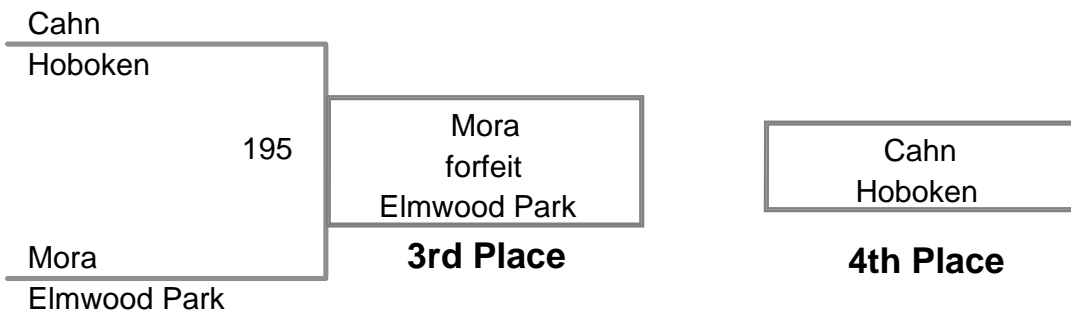 Cahn
Hoboken
195
Mora
forfeit
Elmwood Park
3rd Place
Cahn
Hoboken
4th Place
Mora
Elmwood Park